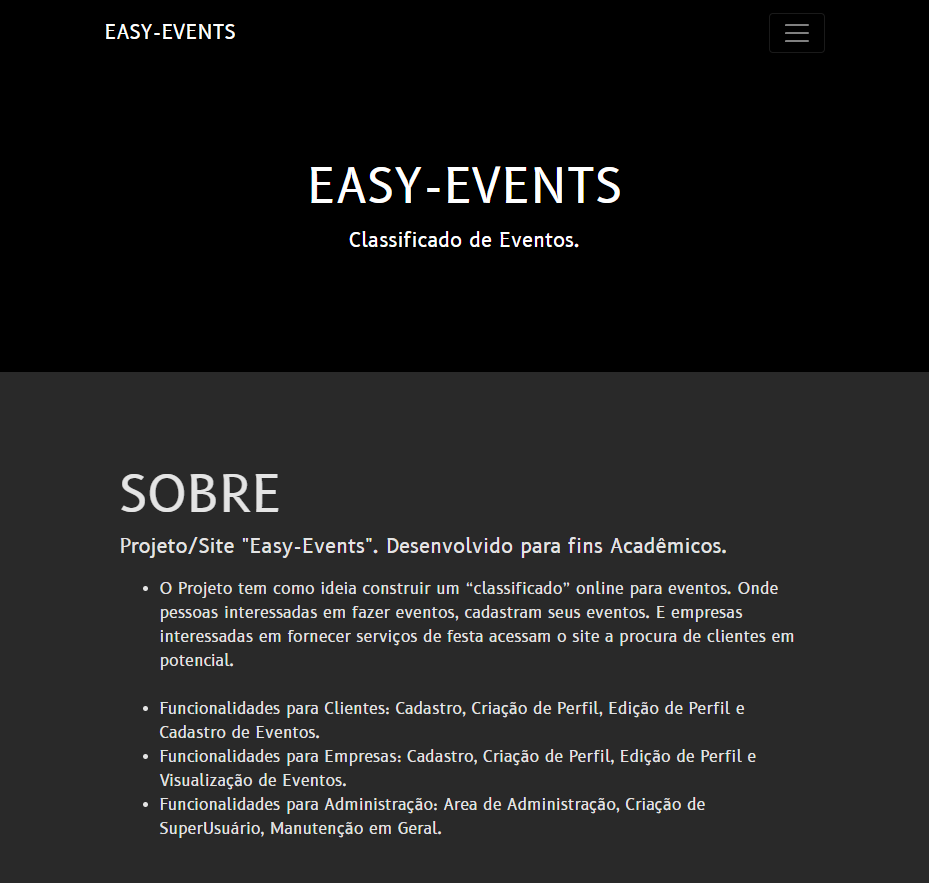 EASY-EVENTS
EASY-EVENTS
Classificado de Eventos.
SOBRE
Projeto/Site "Easy-Events". Desenvolvido para fins Acadêmicos.
• O Projeto tem como ideia construir um “classificado” online para eventos. Onde
pessoas interessadas em fazer eventos, cadastram seus eventos. E empresas
interessadas em fornecer serviços de festa acessam o site a procura de clientes em
potencial.
• Funcionalidades para Clientes: Cadastro, Criação de Perfil, Edição de Perfil e
Cadastro de Eventos.
• Funcionalidades para Empresas: Cadastro, Criação de Perfil, Edição de Perfil e
Visualização de Eventos.
• Funcionalidades para Administração: Area de Administração, Criação de
SuperUsuário, Manutenção em Geral.